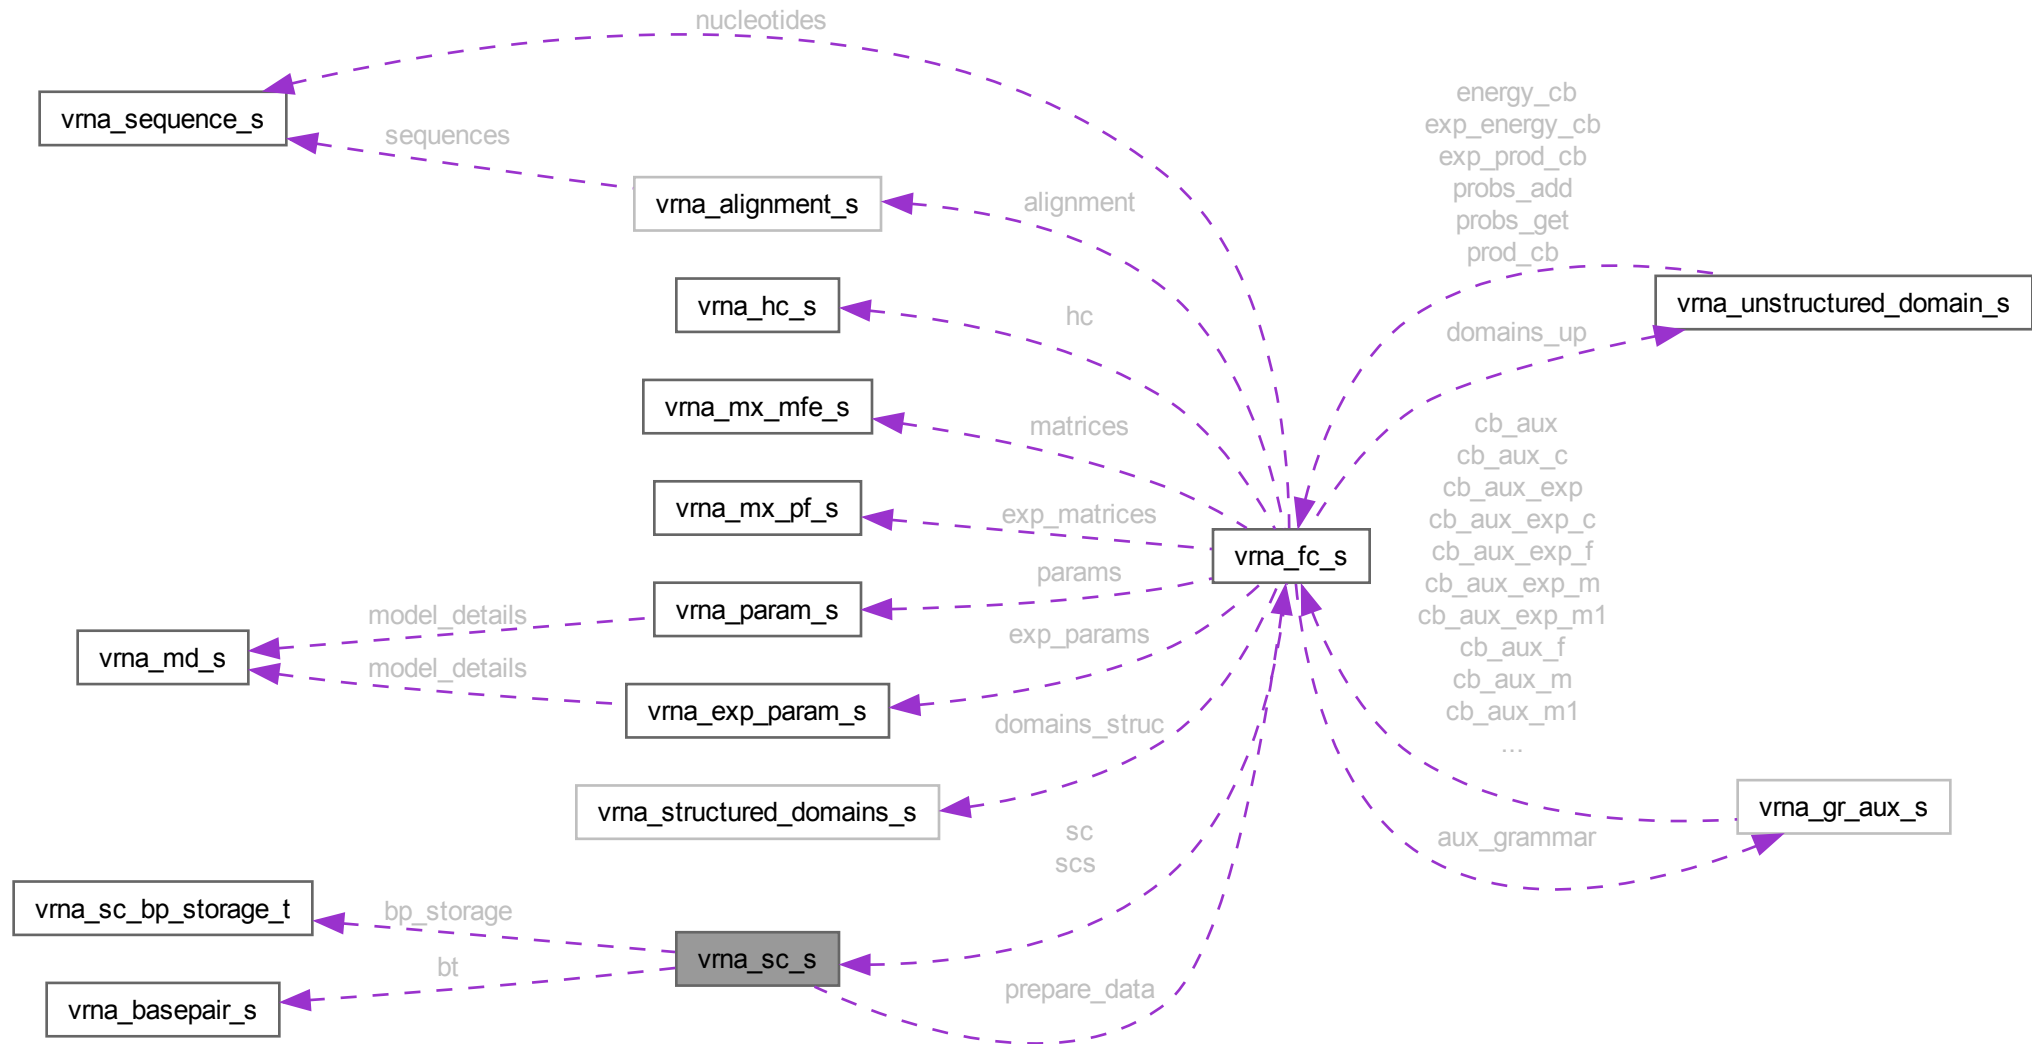 nucleotides
energy_cb
exp_energy_cb
exp_prod_cb
probs_add
probs_get
prod_cb
vrna_sequence_s
sequences
vrna_alignment_s
alignment
vrna_hc_s
hc
vrna_unstructured_domain_s
domains_up
vrna_mx_mfe_s
matrices
cb_aux
cb_aux_c
cb_aux_exp
cb_aux_exp_c
cb_aux_exp_f
cb_aux_exp_m
cb_aux_exp_m1
cb_aux_f
cb_aux_m
cb_aux_m1
...
vrna_mx_pf_s
exp_matrices
vrna_fc_s
params
vrna_param_s
model_details
vrna_md_s
model_details
exp_params
vrna_exp_param_s
domains_struc
vrna_structured_domains_s
vrna_gr_aux_s
aux_grammar
sc
scs
vrna_sc_bp_storage_t
bp_storage
vrna_sc_s
bt
prepare_data
vrna_basepair_s